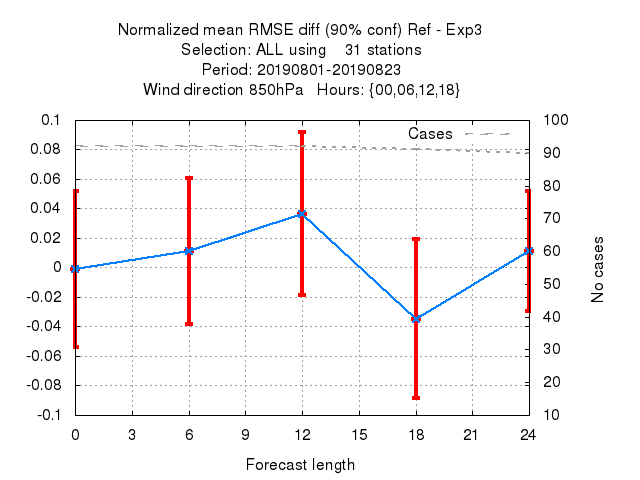 Normalized mean RMSE diff (90% conf) Ref - Exp3
Selection: ALL using    31 stations
Period: 20190801-20190823
Wind direction 850hPa   Hours: {00,06,12,18}
Cases
0.1
0.08
0.06
0.04
0.02
0
-0.02
-0.04
-0.06
-0.08
-0.1
100
90
80
70
60
50
40
30
20
10
No cases
0 3 6 9 12 15 18 21 24
Forecast length